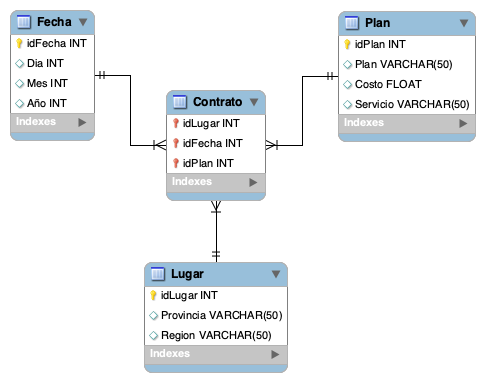 Fecha
idFecha INT
Dia INT
Mes INT
Año INT
Indexes
Plan
idPlan INT
Plan VARCHAR(50)
Costo FLOAT
Servicio VARCHAR(50)
Indexes
Contrato
idLugar INT
idFecha INT
idPlan INT
Indexes
Lugar
idLugar INT
Provincia VARCHAR(50)
Region VARCHAR(50)
Indexes